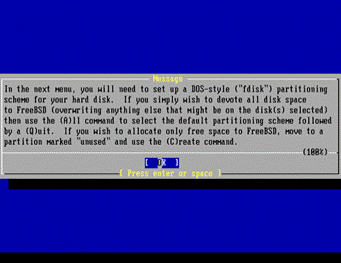 Message
In the next menu, you will need to set up a DOS-style ("fdisk") partitioning
scheme for your hard disk.  If you simply wish to devote all disk space
to FreeBSD (overwriting anything else that might be on the disk(s) selected)
then use the (A)ll command to select the default partitioning scheme followed
by a (Q)uit.  If you wish to allocate only free space to FreeBSD, move to a
partition marked "unused" and use the (C)reate command.
(100%)
[  OK  ]
[ Press enter or space ]